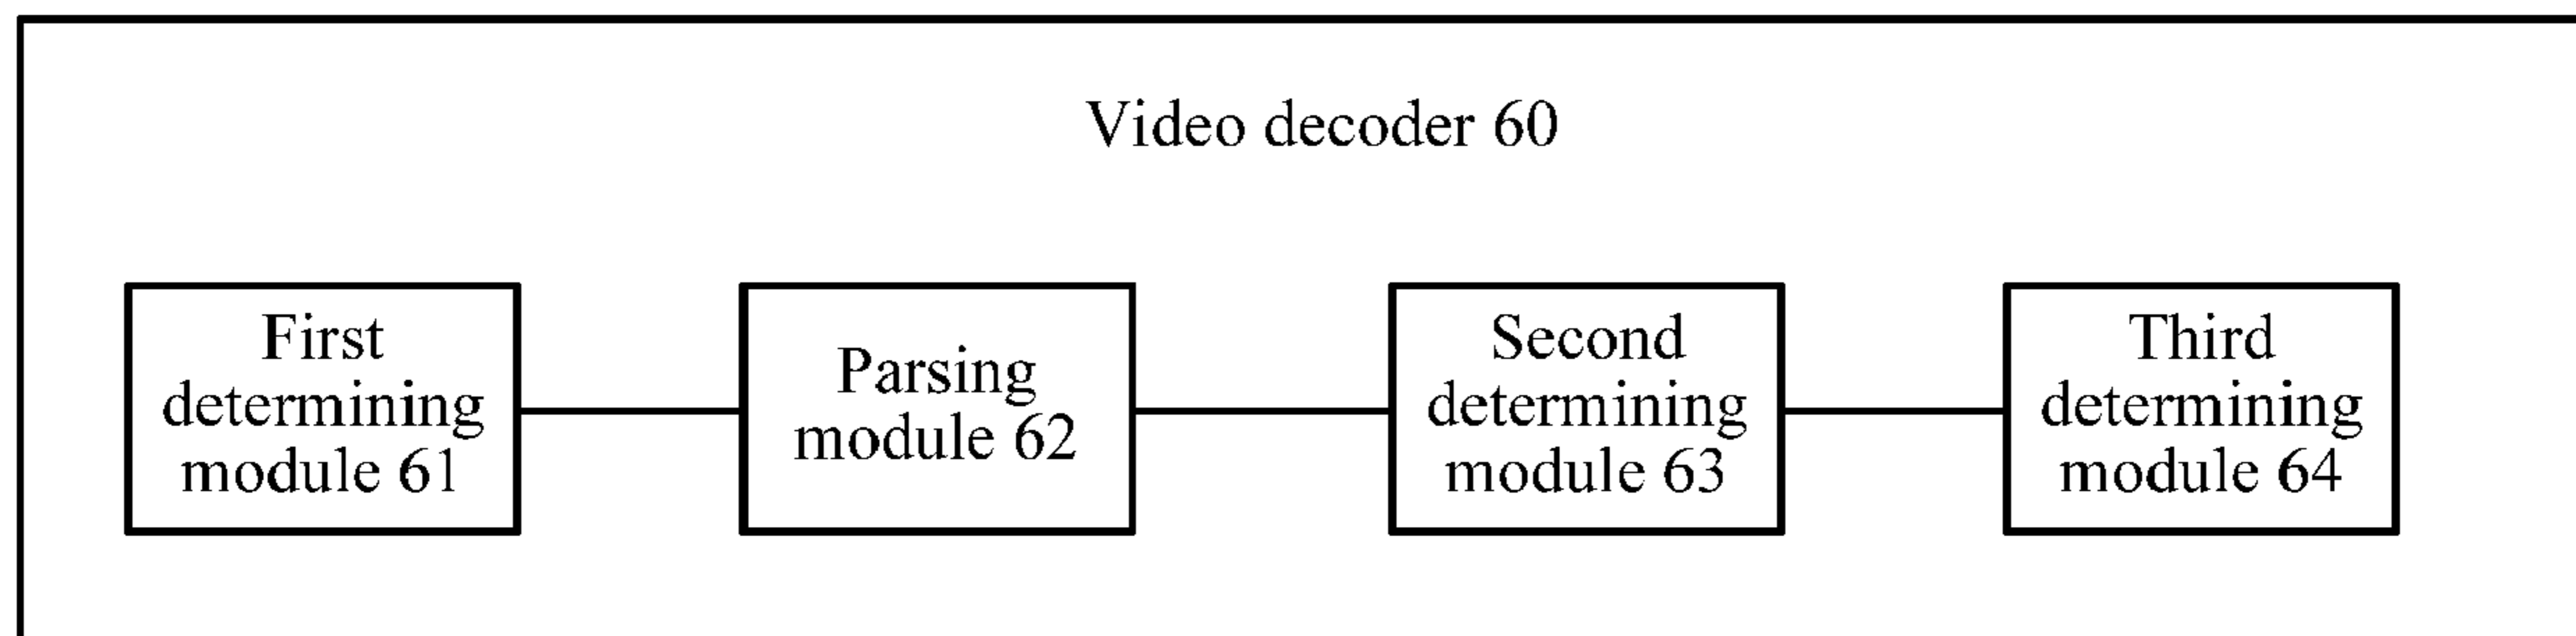 Video decoder 60
First
determining
module 61
Parsing
module 62
Second
determining
module 63
Third
determining
module 64